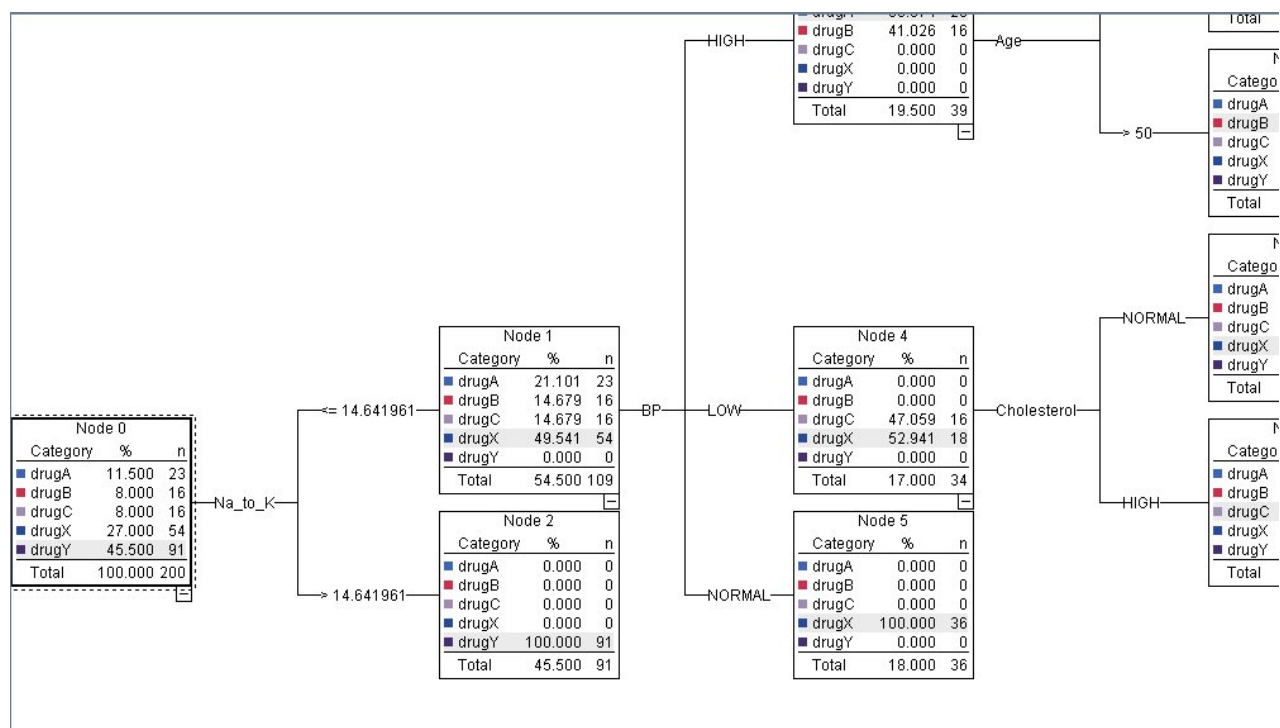 Node 0
Category % n
drugA 11.500 23
drugB 8.000 16
drugC 8.000 16
drugX 27.000 54
drugY 45.500 91
Total 100.000 200
Na_to_K
<= 14.641961
> 14.641961
Node 1
Category % n
drugA 21.101 23
drugB 14.679 16
drugC 14.679 16
drugX 49.541 54
drugY 0.000 0
Total 54.500 109
Node 2
Category % n
drugA 0.000 0
drugB 0.000 0
drugC 0.000 0
drugX 0.000 0
drugY 100.000 91
Total 45.500 91
BP
HIGH
LOW
NORMAL
drugB 41.026 16
drugC 0.000 0
drugX 0.000 0
drugY 0.000 0
Total 19.500 39
Node 4
Category % n
drugA 0.000 0
drugB 0.000 0
drugC 47.059 16
drugX 52.941 18
drugY 0.000 0
Total 17.000 34
Node 5
Category % n
drugA 0.000 0
drugB 0.000 0
drugC 0.000 0
drugX 100.000 36
drugY 0.000 0
Total 18.000 36
Age
> 50
Cholesterol
NORMAL
HIGH
Total
N
Catego
drugA
drugB
drugC
drugX
drugY
Total
N
Catego
drugA
drugB
drugC
drugX
drugY
Total
N
Catego
drugA
drugB
drugC
drugX
drugY
Total